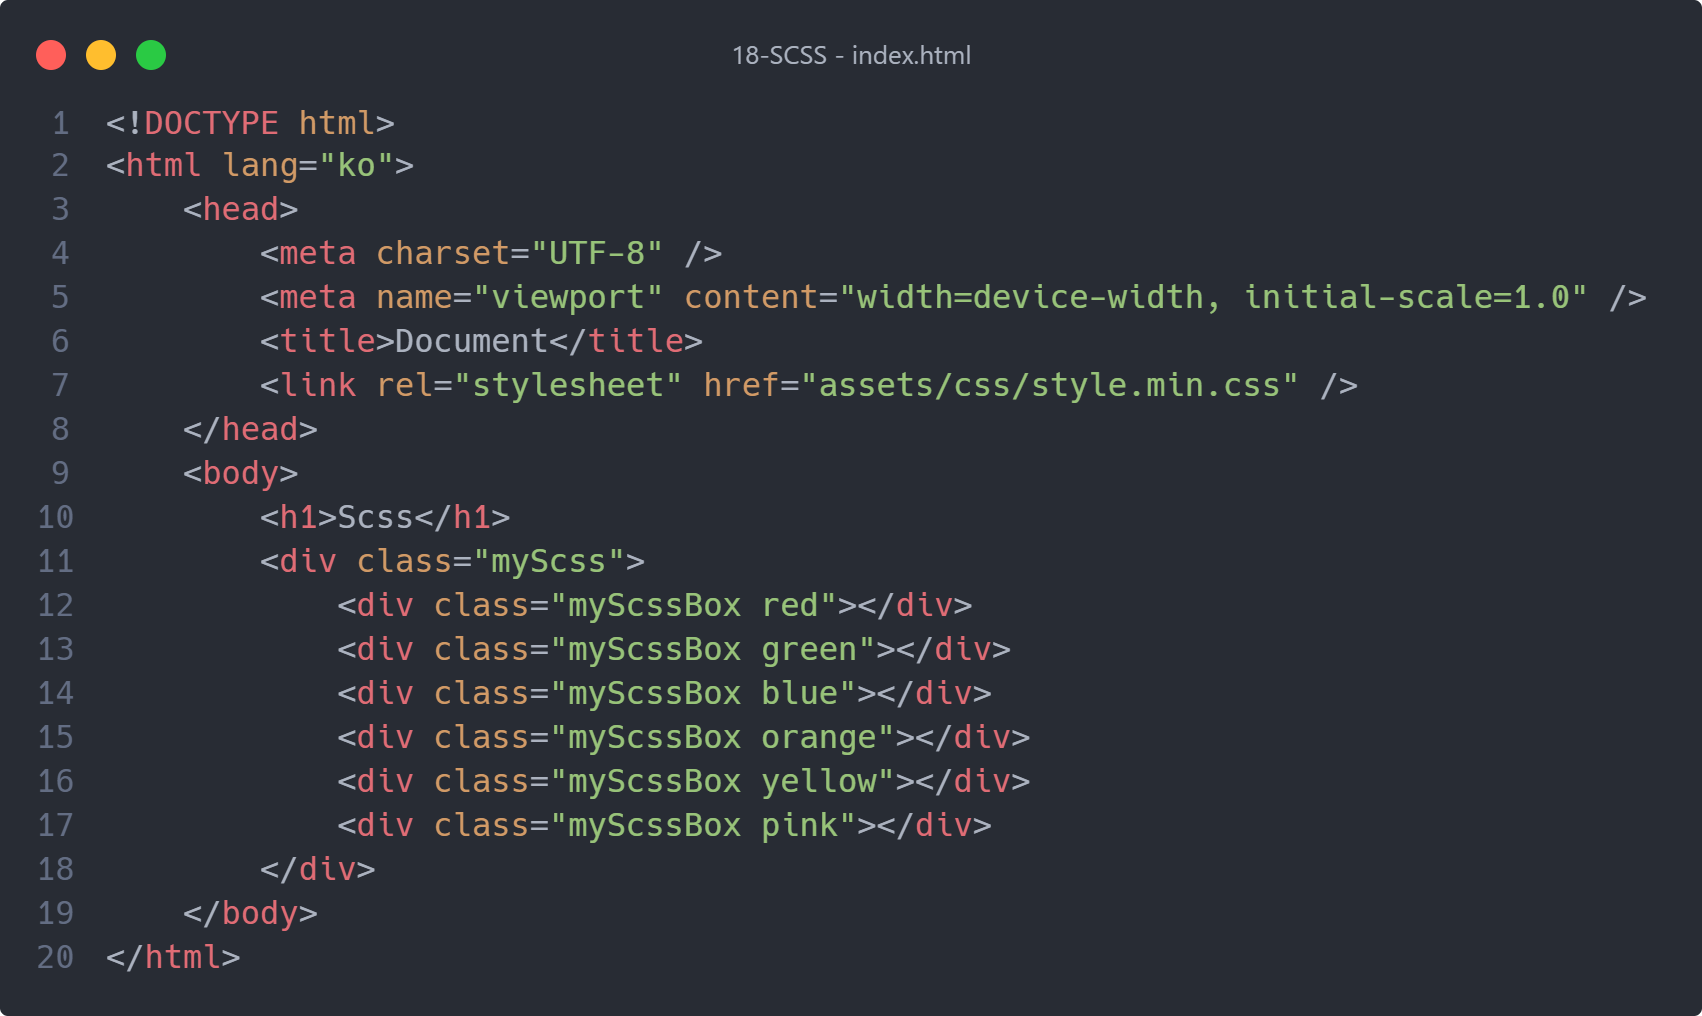 18-SCSS - index.html
1 <!DOCTYPE html>
2 <html lang="ko">
3     <head>
4         <meta charset="UTF-8" />
5         <meta name="viewport" content="width=device-width, initial-scale=1.0" />
6         <title>Document</title>
7         <link rel="stylesheet" href="assets/css/style.min.css" />
8     </head>
9     <body>
10         <h1>Scss</h1>
11         <div class="myScss">
12             <div class="myScssBox red"></div>
13             <div class="myScssBox green"></div>
14             <div class="myScssBox blue"></div>
15             <div class="myScssBox orange"></div>
16             <div class="myScssBox yellow"></div>
17             <div class="myScssBox pink"></div>
18         </div>
19     </body>
20 </html>